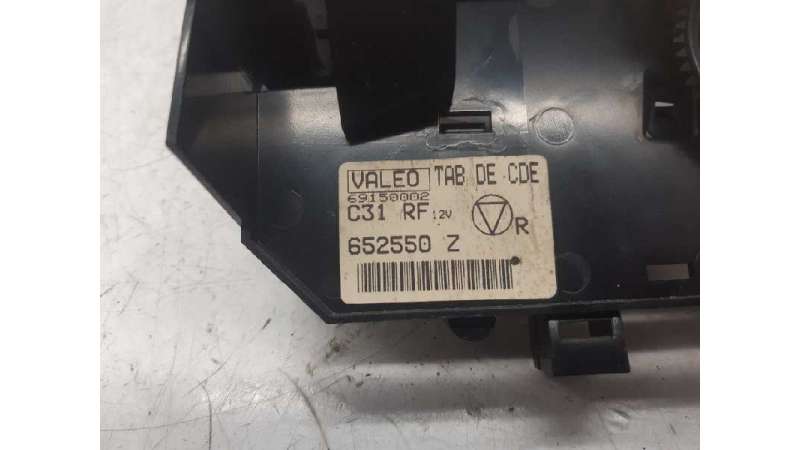 VALEO TAB DE CDE
69150002
C31 RF 12V
R
652550 Z